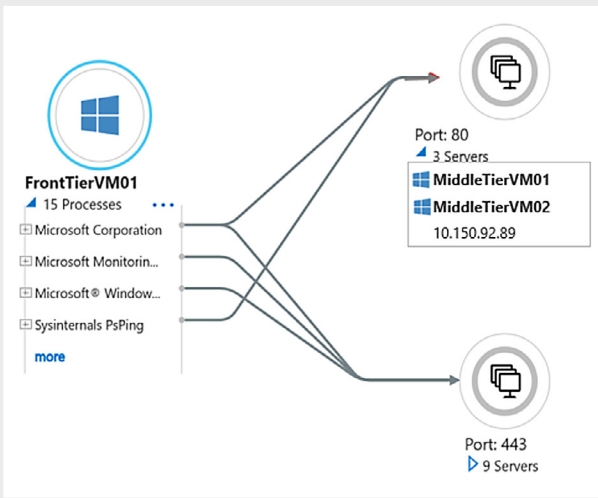 FrontTierVM01
15 Processes
Microsoft Corporation
Microsoft Monitorin...
Microsoft® Window...
Sysinternals PsPing
more
Port: 80
3 Servers
MiddleTierVM01
MiddleTierVM02
10.150.92.89
Port: 443
9 Servers